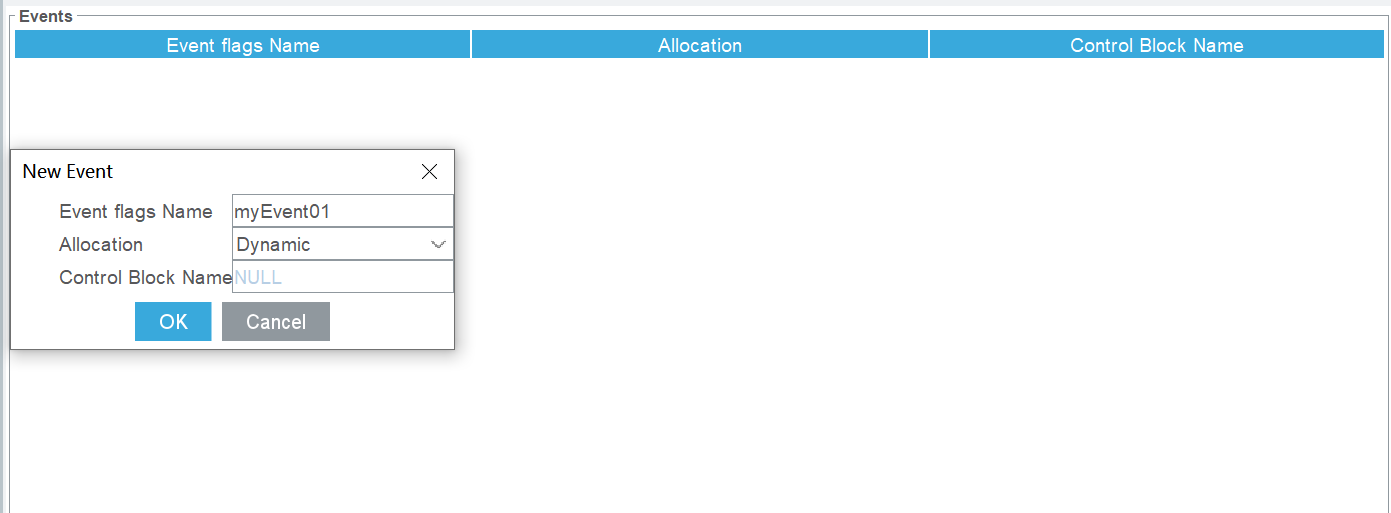 Events
Event flags Name Allocation Control Block Name
New Event
Event flags Name myEvent01
Allocation Dynamic
Control Block Name NULL
OK Cancel